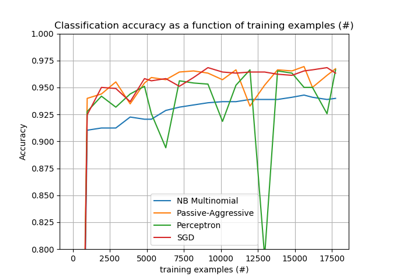 Classification accuracy as a function of training examples (#)
1.000
0.975
0.950
0.925
0.900
0.875
0.850
0.825
0.800
Accuracy
NB Multinomial
Passive-Aggressive
Perceptron
SGD
0 2500 5000 7500 10000 12500 15000 17500
training examples (#)